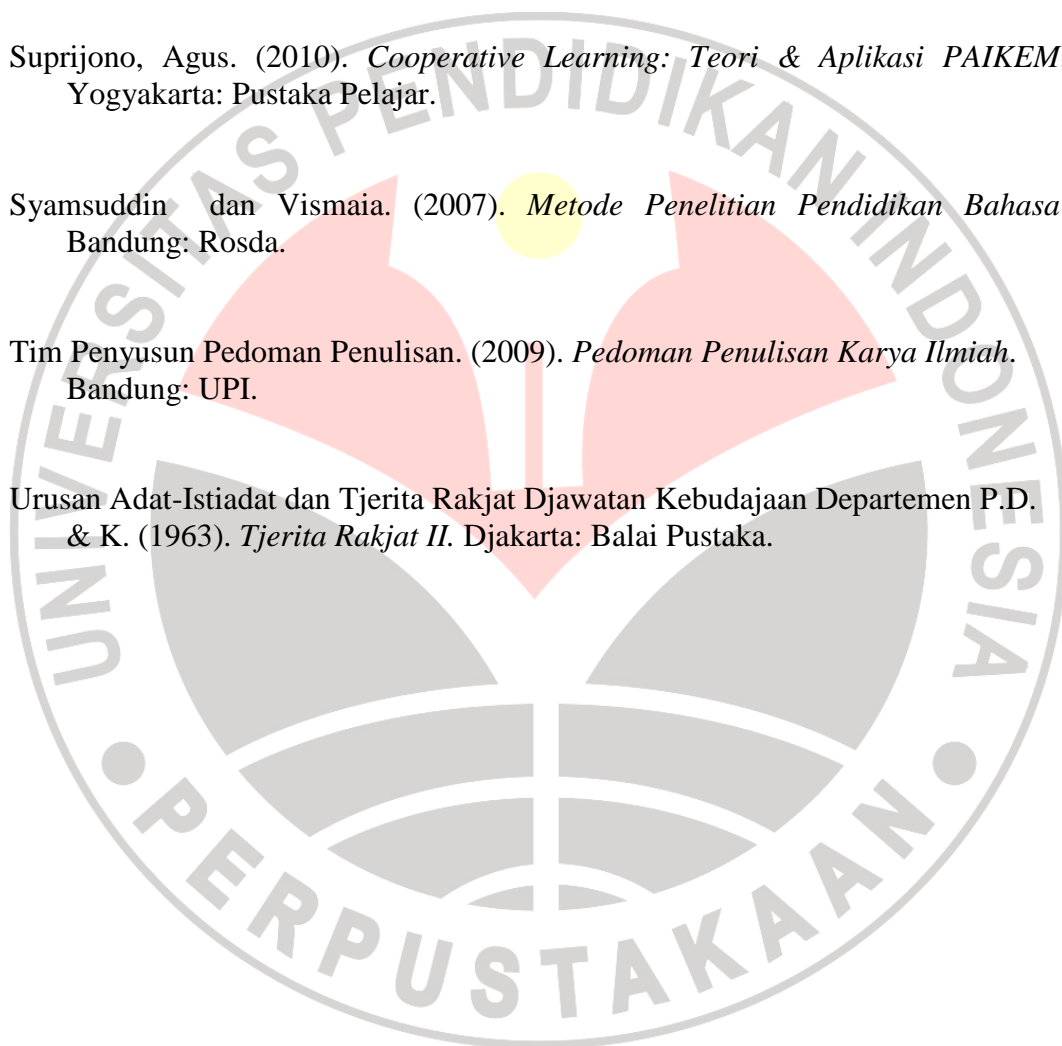 Suprijono, Agus. (2010). Cooperative Learning: Teori & Aplikasi PAIKEM.
Yogyakarta: Pustaka Pelajar.
Syamsuddin dan Vismaia. (2007). Metode Penelitian Pendidikan Bahasa
Bandung: Rosda.
Tim Penyusun Pedoman Penulisan. (2009). Pedoman Penulisan Karya Ilmiah.
Bandung: UPI.
Urusan Adat-Istiadat dan Tjerita Rakjat Djawatan Kebudajaan Departemen P.D.
& K. (1963). Tjerita Rakjat II. Djakarta: Balai Pustaka.
UNIVERSITAS PENDIDIKAN INDONESIA
PERPUSTAKAAN